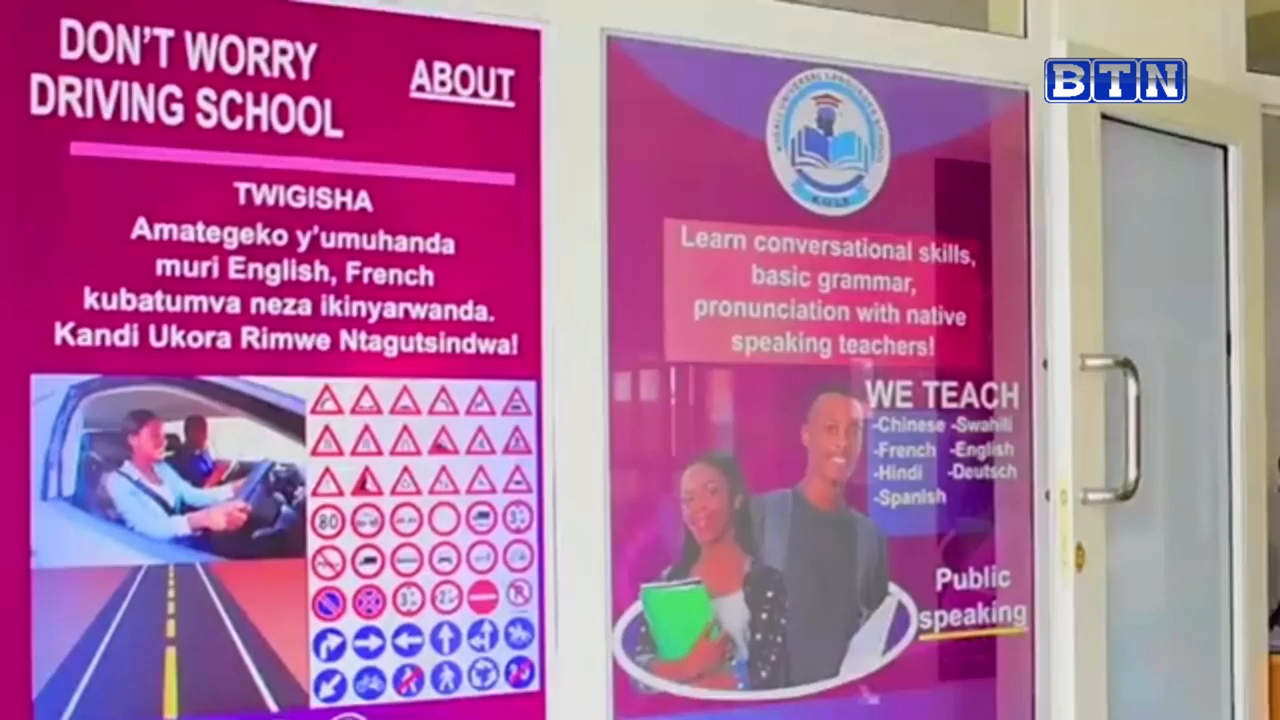 DON'T WORRY
DRIVING SCHOOL
ABOUT
TWIGISHA
Amategeko y'umuhanda
muri English, French
kubatumva neza ikinyarwanda.
Kandi Ukora Rimwe Ntagutsindwa!
80
Learn conversational skills,
basic grammar,
pronunciation with native
speaking teachers!
WE TEACH
-Chinese -Swahili
-French -English
-Hindi -Deutsch
-Spanish
Public
speaking
BTN